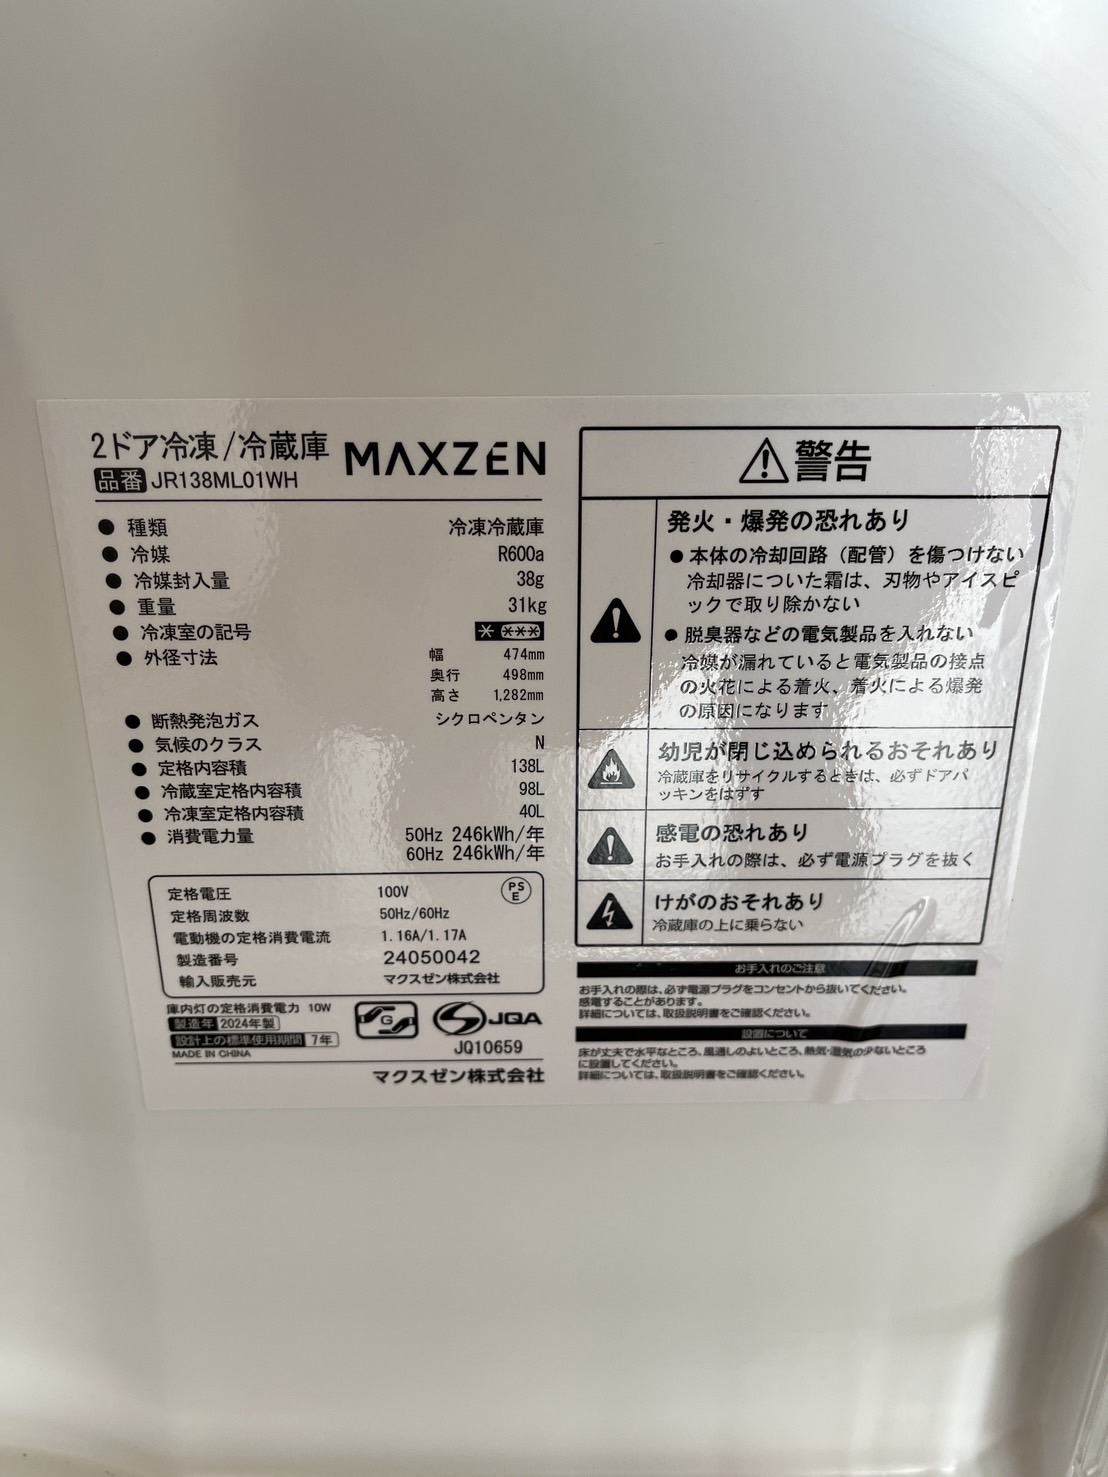 2ドア冷凍/冷蔵庫 MAXZEN
品番 JR138ML01WH
● 種類 冷凍冷蔵庫
● 冷媒 R600a
● 冷媒封入量 38g
● 重量 31kg
● 冷凍室の記号
● 外径寸法 幅 474mm
奥行 498mm
高さ 1,282mm
● 断熱発泡ガス シクロペンタン
● 気候のクラス N
● 定格内容積 138L
● 冷蔵室定格内容積 98L
● 冷凍室定格内容積 40L
● 消費電力量 50Hz 246kWh/年
60Hz 246kWh/年
定格電圧 100V PSE
定格周波数 50Hz/60Hz
電動機の定格消費電流 1.16A/1.17A
製造番号 24050042
輸入販売元 マクスゼン株式会社
庫内灯の定格消費電力 10W
製造年 2024年製
設計上の標準使用期間 7年
MADE IN CHINA
G
JQA
JQ10659
マクスゼン株式会社
警告
発火・爆発の恐れあり
● 本体の冷却回路（配管）を傷つけない
冷却器についた霜は、刃物やアイスピ
ックで取り除かない
● 脱臭器などの電気製品を入れない
冷媒が漏れていると電気製品の接点
の火花による着火、着火による爆発
の原因になります
幼児が閉じ込められるおそれあり
冷蔵庫をリサイクルするときは、必ずドアパ
ッキンをはずす
感電の恐れあり
お手入れの際は、必ず電源プラグを抜く
けがのおそれあり
冷蔵庫の上に乗らない
お手入れのご注意
お手入れの際は、必ず電源プラグをコンセントから抜いてください。
感電することがあります。
詳細については、取扱説明書をご確認ください。
設置について
床が丈夫で水平なところ、風通しのよいところ、熱気・湿気の少ないところ
に設置してください。
詳細については、取扱説明書をご確認ください。